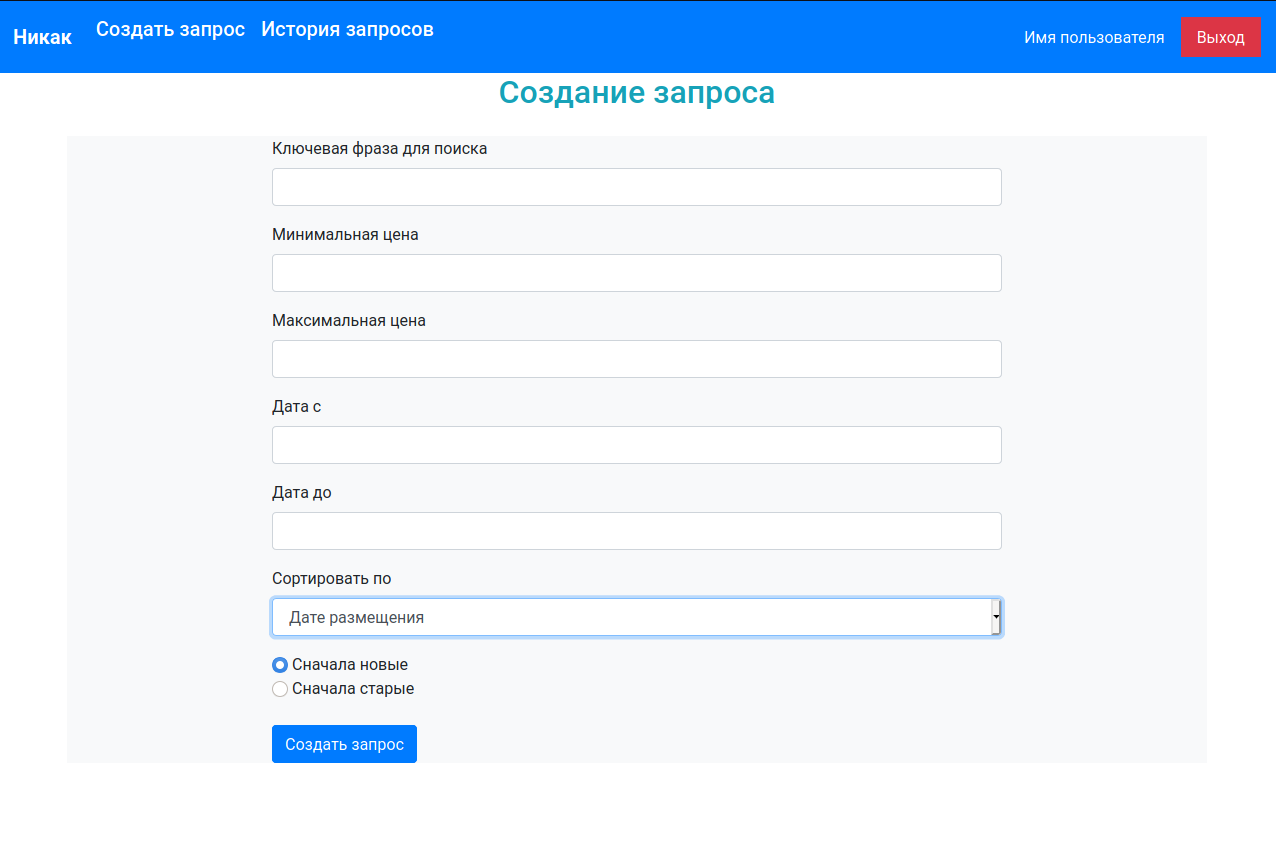 Никак Создать запрос История запросов Имя пользователя Выход
Создание запроса
Ключевая фраза для поиска
Минимальная цена
Максимальная цена
Дата с
Дата до
Сортировать по
Дате размещения
Сначала новые
Сначала старые
Создать запрос